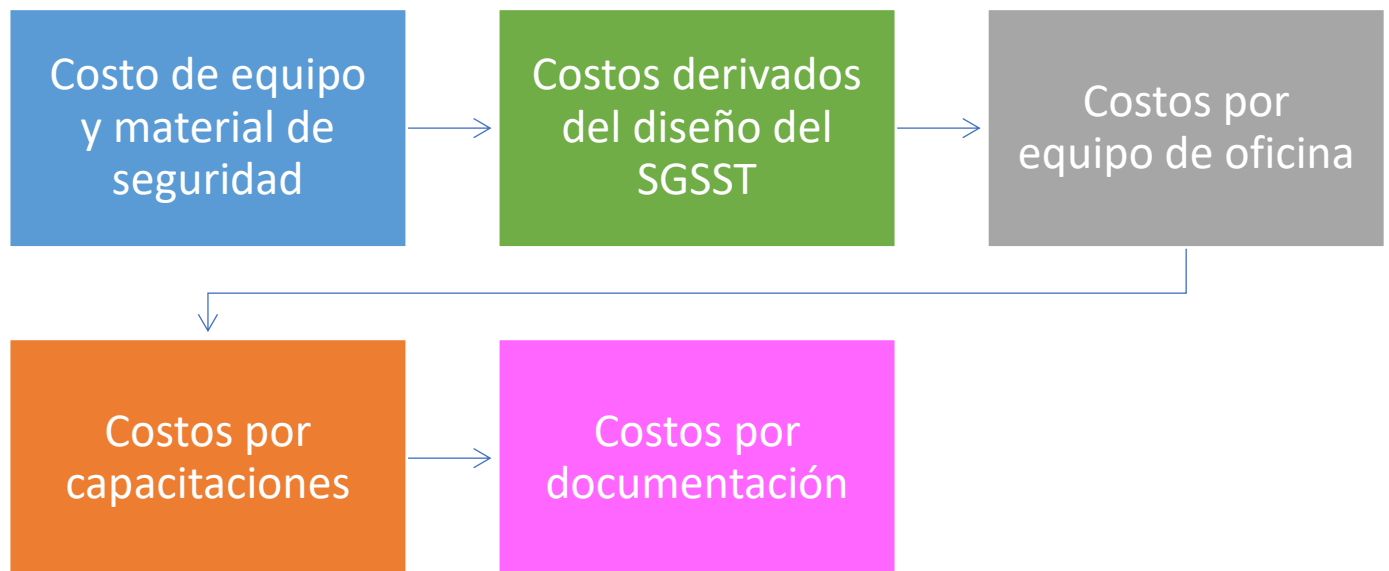 Costo de equipo
y material de
seguridad
Costos derivados
del diseño del
SGSST
Costos por
equipo de oficina
Costos por
capacitaciones
Costos por
documentación